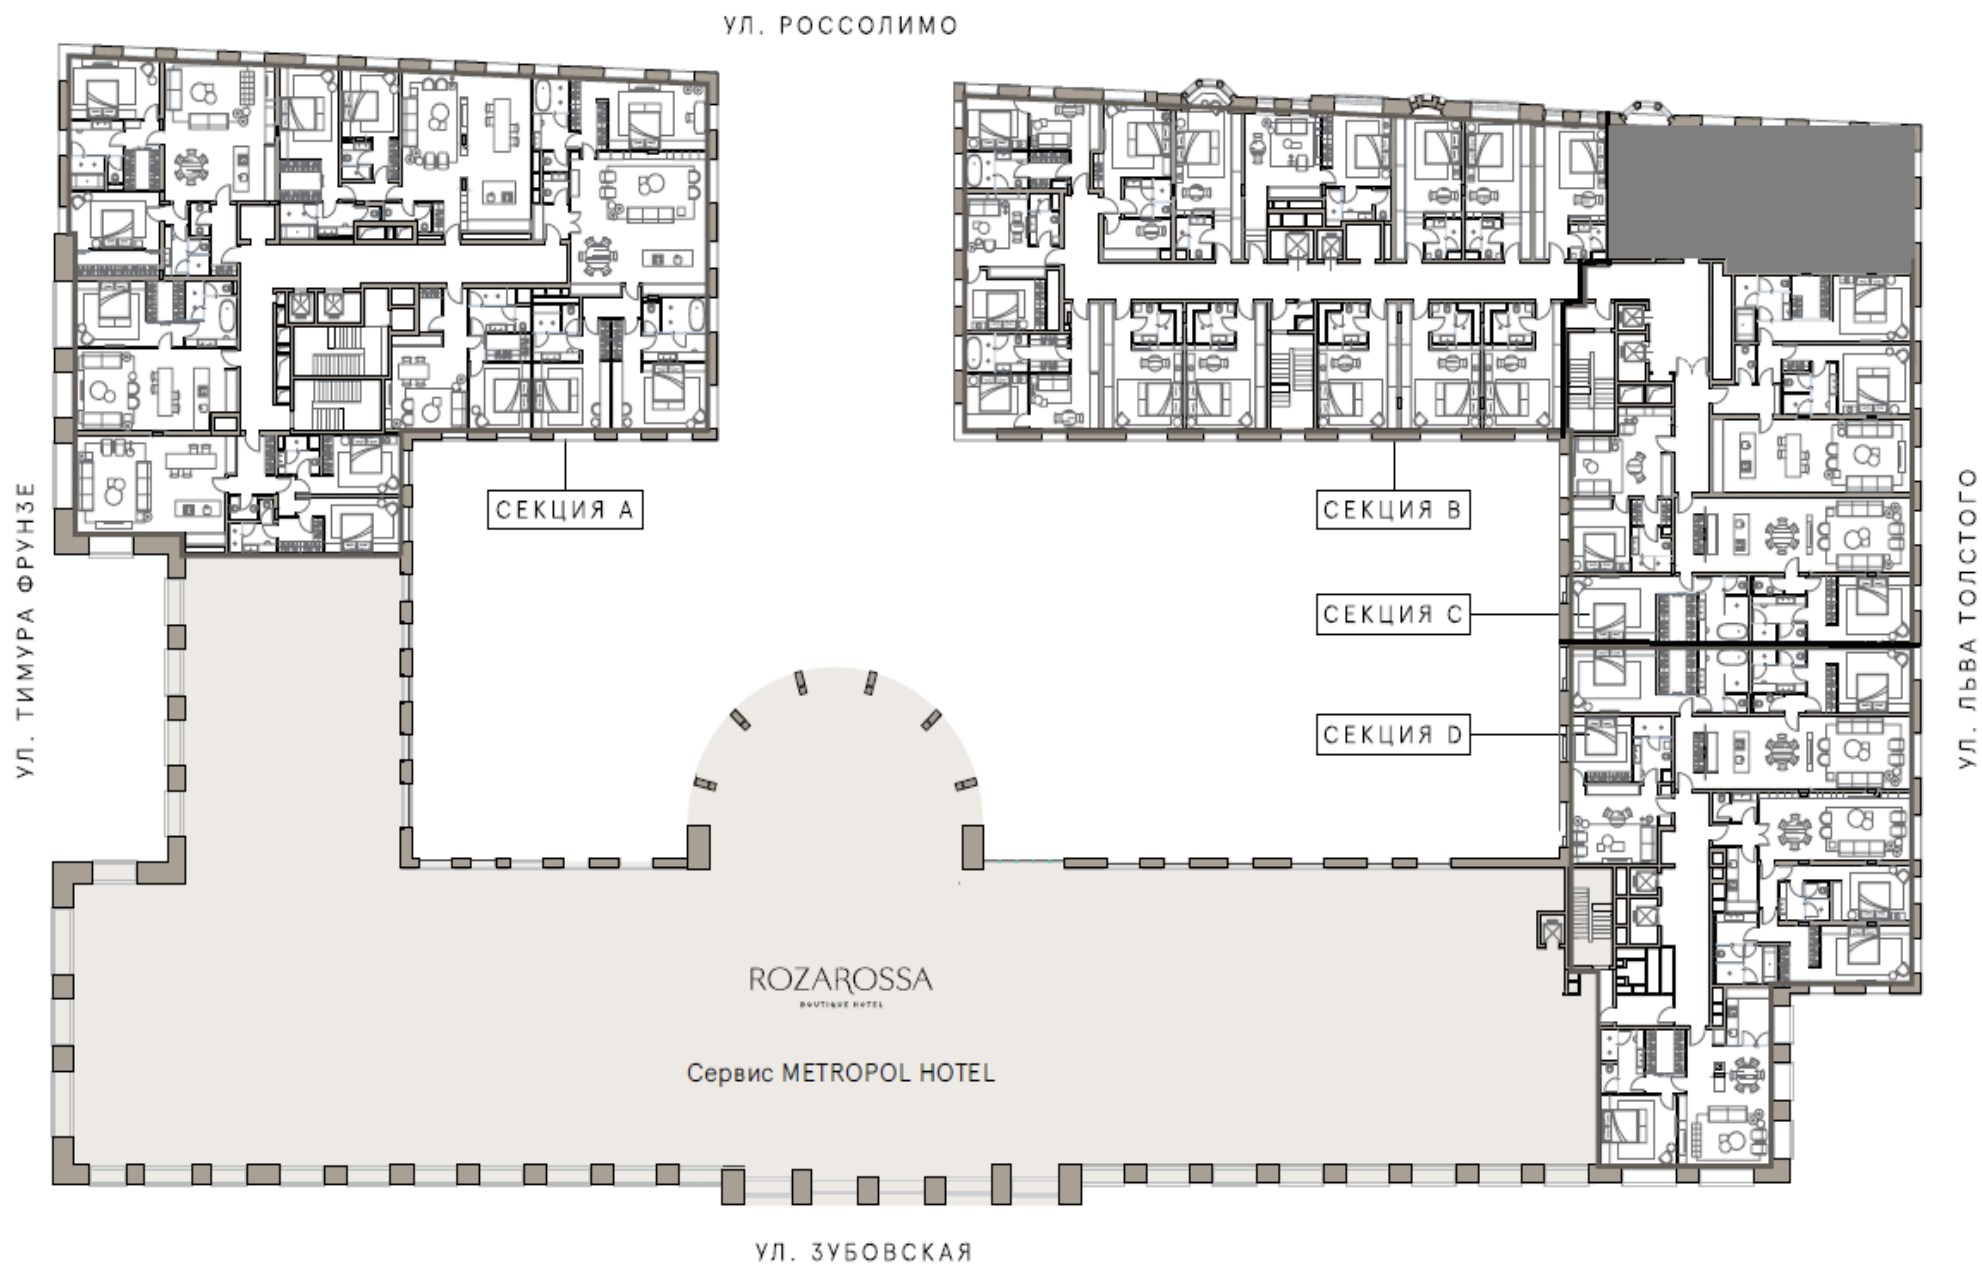 УЛ. РОССОЛИМО
УЛ. ТИМУРА ФРУНЗЕ
СЕКЦИЯ A
СЕКЦИЯ B
СЕКЦИЯ C
СЕКЦИЯ D
УЛ. ЛЬВА ТОЛСТОГО
ROZAROSSA
BOUTIQUE HOTEL
Сервис METROPOL HOTEL
УЛ. ЗУБОВСКАЯ